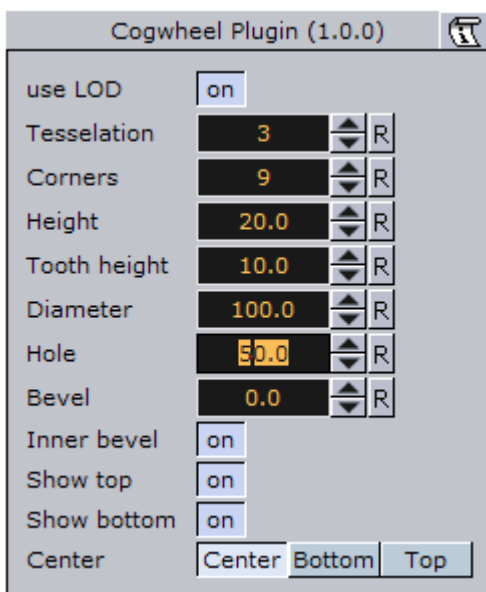 Cogwheel Plugin (1.0.0)
use LOD on
Tesselation 3 R
Corners 9 R
Height 20.0 R
Tooth height 10.0 R
Diameter 100.0 R
Hole 50.0 R
Bevel 0.0 R
Inner bevel on
Show top on
Show bottom on
Center Center Bottom Top